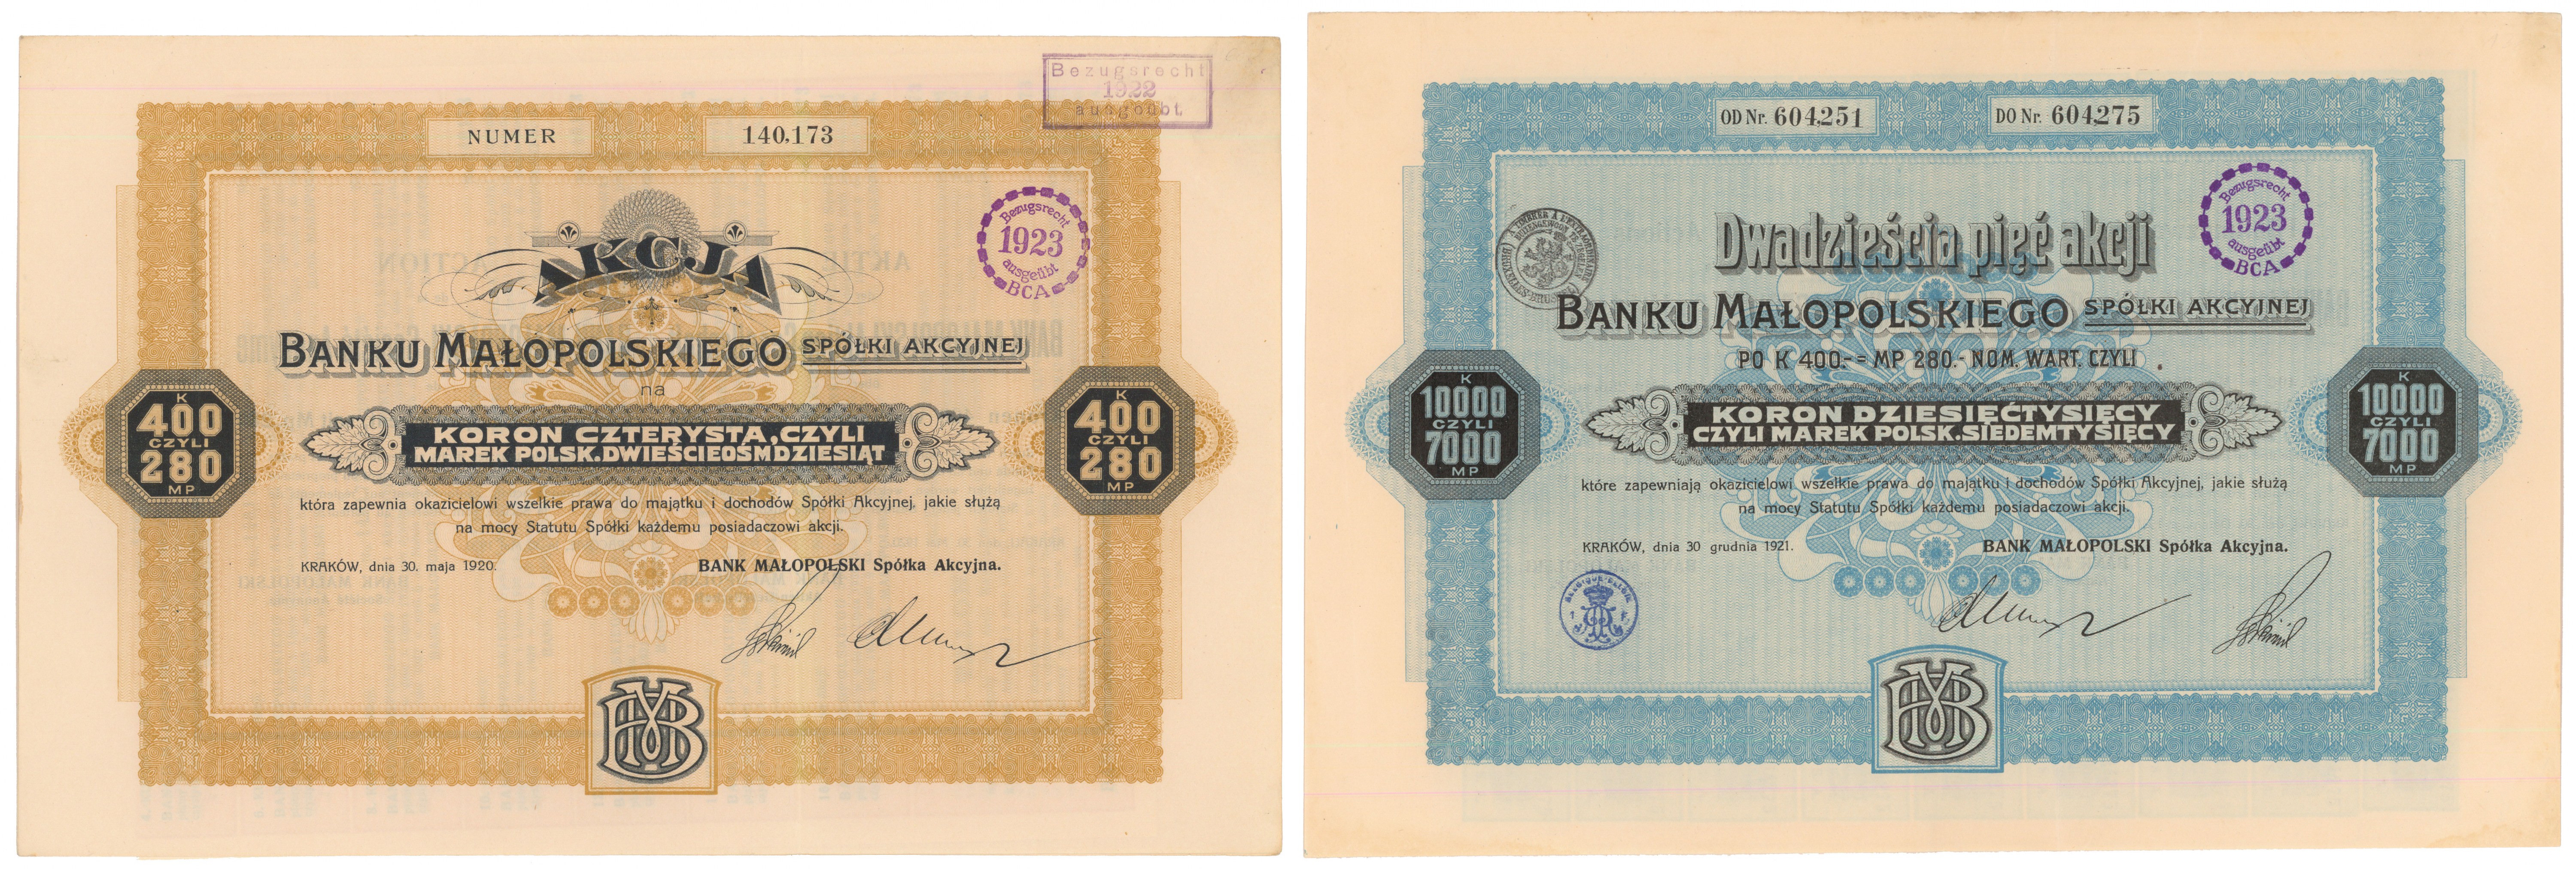 NUMER 140,173
Bezugsrecht
1922
ausgeübt
Bezugsrecht
1923
ausgeübt
BCA
AKCJA
BANKU MAŁOPOLSKIEGO SPÓŁKI AKCYJNEJ
na
K
400
CZYLI
280
MP
KORON CZTERYSTA, CZYLI
MAREK POLSK. DWIEŚCIEOŚMDZIESIĄT
K
400
CZYLI
280
MP
która zapewnia okazicielowi wszelkie prawa do majątku i dochodów Spółki Akcyjnej, jakie służą
na mocy Statutu Spółki każdemu posiadaczowi akcji.
KRAKÓW, dnia 30. maja 1920. BANK MAŁOPOLSKI Spółka Akcyjna.
OD Nr. 604,251 DO Nr. 604,275
Bezugsrecht
1923
ausgeübt
BCA
Dwadzieścia pięć akcji
BANKU MAŁOPOLSKIEGO SPÓŁKI AKCYJNEJ
PO K 400.- = MP 280.- NOM. WART. CZYLI
K
10000
CZYLI
7000
MP
KORON DZIESIĘĆTYSIĘCY
CZYLI MAREK POLSK. SIEDEMTYSIĘCY
K
10000
CZYLI
7000
MP
które zapewniają okazicielowi wszelkie prawa do majątku i dochodów Spółki Akcyjnej, jakie służą
na mocy Statutu Spółki każdemu posiadaczowi akcji.
KRAKÓW, dnia 30 grudnia 1921. BANK MAŁOPOLSKI Spółka Akcyjna.